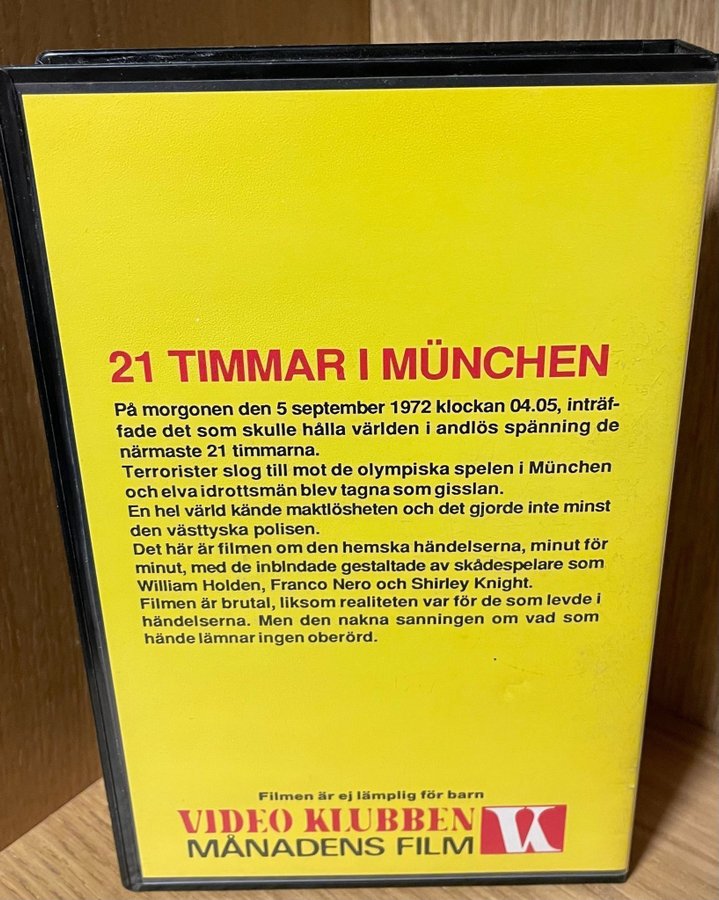 21 TIMMAR I MÜNCHEN
På morgonen den 5 september 1972 klockan 04.05, inträf-
fade det som skulle hålla världen i andlös spänning de
närmaste 21 timmarna.
Terrorister slog till mot de olympiska spelen i München
och elva idrottsmän blev tagna som gisslan.
En hel värld kände maktlösheten och det gjorde inte minst
den västtyska polisen.
Det här är filmen om den hemska händelserna, minut för
minut, med de inblndade gestaltade av skådespelare som
William Holden, Franco Nero och Shirley Knight.
Filmen är brutal, liksom realiteten var för de som levde i
händelserna. Men den nakna sanningen om vad som
hände lämnar ingen oberörd.
Filmen är ej lämplig för barn
VIDEO KLUBBEN
MÅNADENS FILM
VK